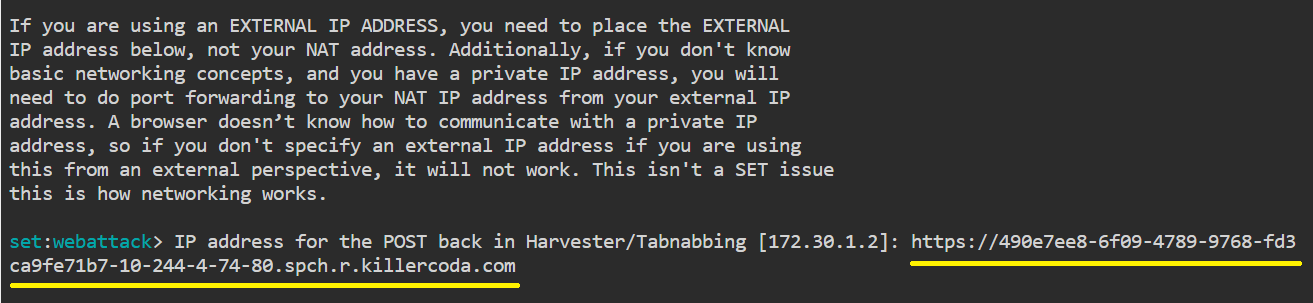 If you are using an EXTERNAL IP ADDRESS, you need to place the EXTERNAL
IP address below, not your NAT address. Additionally, if you don't know
basic networking concepts, and you have a private IP address, you will
need to do port forwarding to your NAT IP address from your external IP
address. A browser doesn’t know how to communicate with a private IP
address, so if you don't specify an external IP address if you are using
this from an external perspective, it will not work. This isn't a SET issue
this is how networking works.
set:webattack> IP address for the POST back in Harvester/Tabnabbing [172.30.1.2]: https://490e7ee8-6f09-4789-9768-fd3
ca9fe71b7-10-244-4-74-80.spch.r.killercoda.com